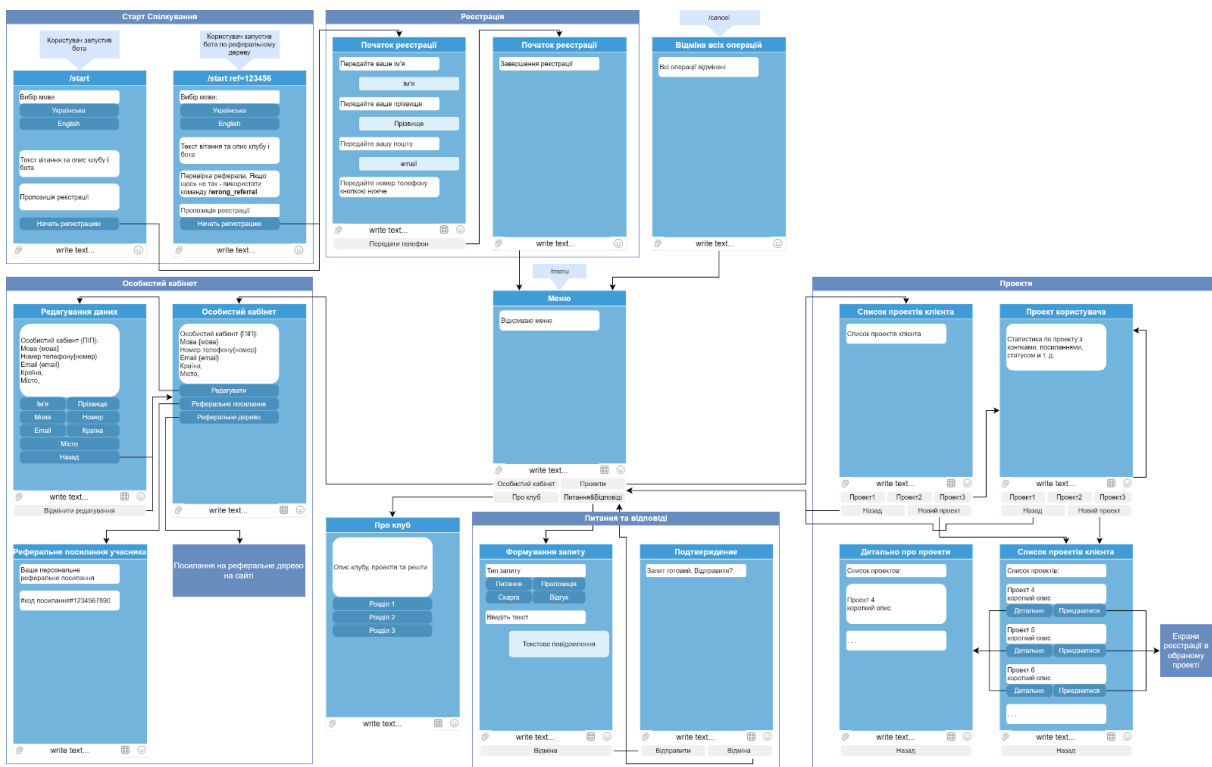 Старт Спілкування
Користувач запустив
бота
Користувач запустив
бота по реферальному
дереву
/start
Вибір мови
Українська
English
Текст вітання та опис клубу і
бота
Пропозиція реєстрації
Начать регистрацию
write text...
/start ref=123456
Вибір мови:
Українська
English
Текст вітання та опис клубу і
бота
Перевірка реферала. Якщо
щось не так - використати
команду /wrong_referral
Пропозиція реєстрації
Начать регистрацию
write text...
Реєстрація
Початок реєстрації
Передайте ваше ім'я
Ім'я
Передайте ваше прізвище
Прізвище
Передайте вашу пошту
email
Передайте номер телефону
кнопкою нижче
write text...
Передати телефон
Початок реєстрації
Завершення реєстрації
write text...
/cancel
Відміна всіх операцій
Всі операції відмінені
write text...
Особистий кабінет
Редагування даних
Особистий кабіент {ПІП}:
Мова {мова}
Номер телефону{номер}
Email {email}
Країна,
Місто,
Ім'я
Прізвище
Мова
Номер
Email
Країна
Місто
Назад
write text...
Відмінити редагування
Особистий кабінет
Особистий кабіент {ПІП}:
Мова {мова}
Номер телефону{номер}
Email {email}
Країна,
Місто,
Редагувати
Реферальне посилання
Реферальне дерево
write text...
Реферальне посилання учасника
Ваше персональне
реферальне посилання
#код посилання#1234567890
write text...
Посилання на реферальне дерево
на сайті
/menu
Меню
Відкриваю меню
write text...
Особистий кабінет
Проекти
Про клуб
Питання&Відповіді
Про клуб
Опис клубу, проектів та решти
Розділ 1
Розділ 2
Розділ 3
write text...
Питання та відповіді
Формування запиту
Тип запиту
Питання
Пропозиція
Скарга
Відгук
Введіть текст
Текстове повідомлення
write text...
Відміна
Подтверждение
Запит готовий. Відправити?
write text...
Відправити
Відміна
Проекти
Список проектів клієнта
Список проектів клієнта
write text...
Проект1
Проект2
Проект3
Назад
Новий проект
Проект користувача
Статистика по проекту з
кнопками, посиланнями,
статусом и т. д.
write text...
Проект1
Проект2
Проект3
Назад
Новий проект
Детально про проекти
Список проектов:
Проект 4
короткий опис
. . .
write text...
Назад
Список проектів клієнта
Список проектів:
Проект 4
короткий опис
Детально
Приєднатися
Проект 5
короткий опис
Детально
Приєднатися
Проект 6
короткий опис
Детально
Приєднатися
. . .
write text...
Назад
Екрани
реєстрації в
обраному
проекті